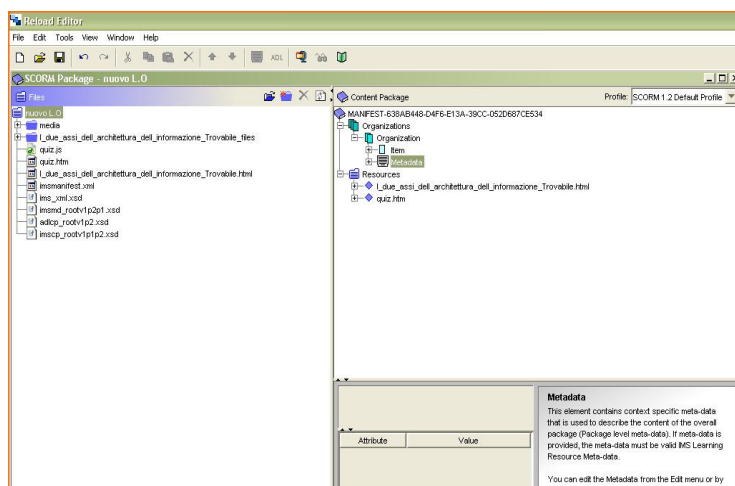 Reload Editor
File Edit Tools View Window Help
ADL
SCORM Package - nuovo L.O
Files
nuovo L.O
media
I_due_assi_dell_architettura_dell_informazione_Trovabile_files
quiz.js
quiz.htm
I_due_assi_dell_architettura_dell_informazione_Trovabile.html
imsmanifest.xml
ims_xml.xsd
imsmd_rootv1p2p1.xsd
adlcp_rootv1p2.xsd
imscp_rootv1p1p2.xsd
Content Package
Profile: SCORM 1.2 Default Profile
MANIFEST-638AB448-D4F6-E13A-39CC-052D687CE534
Organizations
Organization
Item
Metadata
Resources
I_due_assi_dell_architettura_dell_informazione_Trovabile.html
quiz.htm
Attribute Value
Metadata
This element contains context specific meta-data
that is used to describe the content of the overall
package (Package level meta-data). If meta-data is
provided, the meta-data must be valid IMS Learning
Resource Meta-data.
You can edit the Metadata from the Edit menu or by